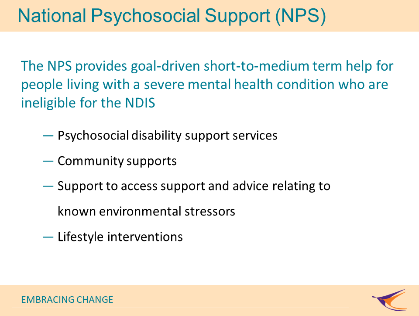 National Psychosocial Support (NPS)
The NPS provides goal-driven short-to-medium term help for
people living with a severe mental health condition who are
ineligible for the NDIS
— Psychosocial disability support services
— Community supports
— Support to access support and advice relating to
known environmental stressors
— Lifestyle interventions
EMBRACING CHANGE